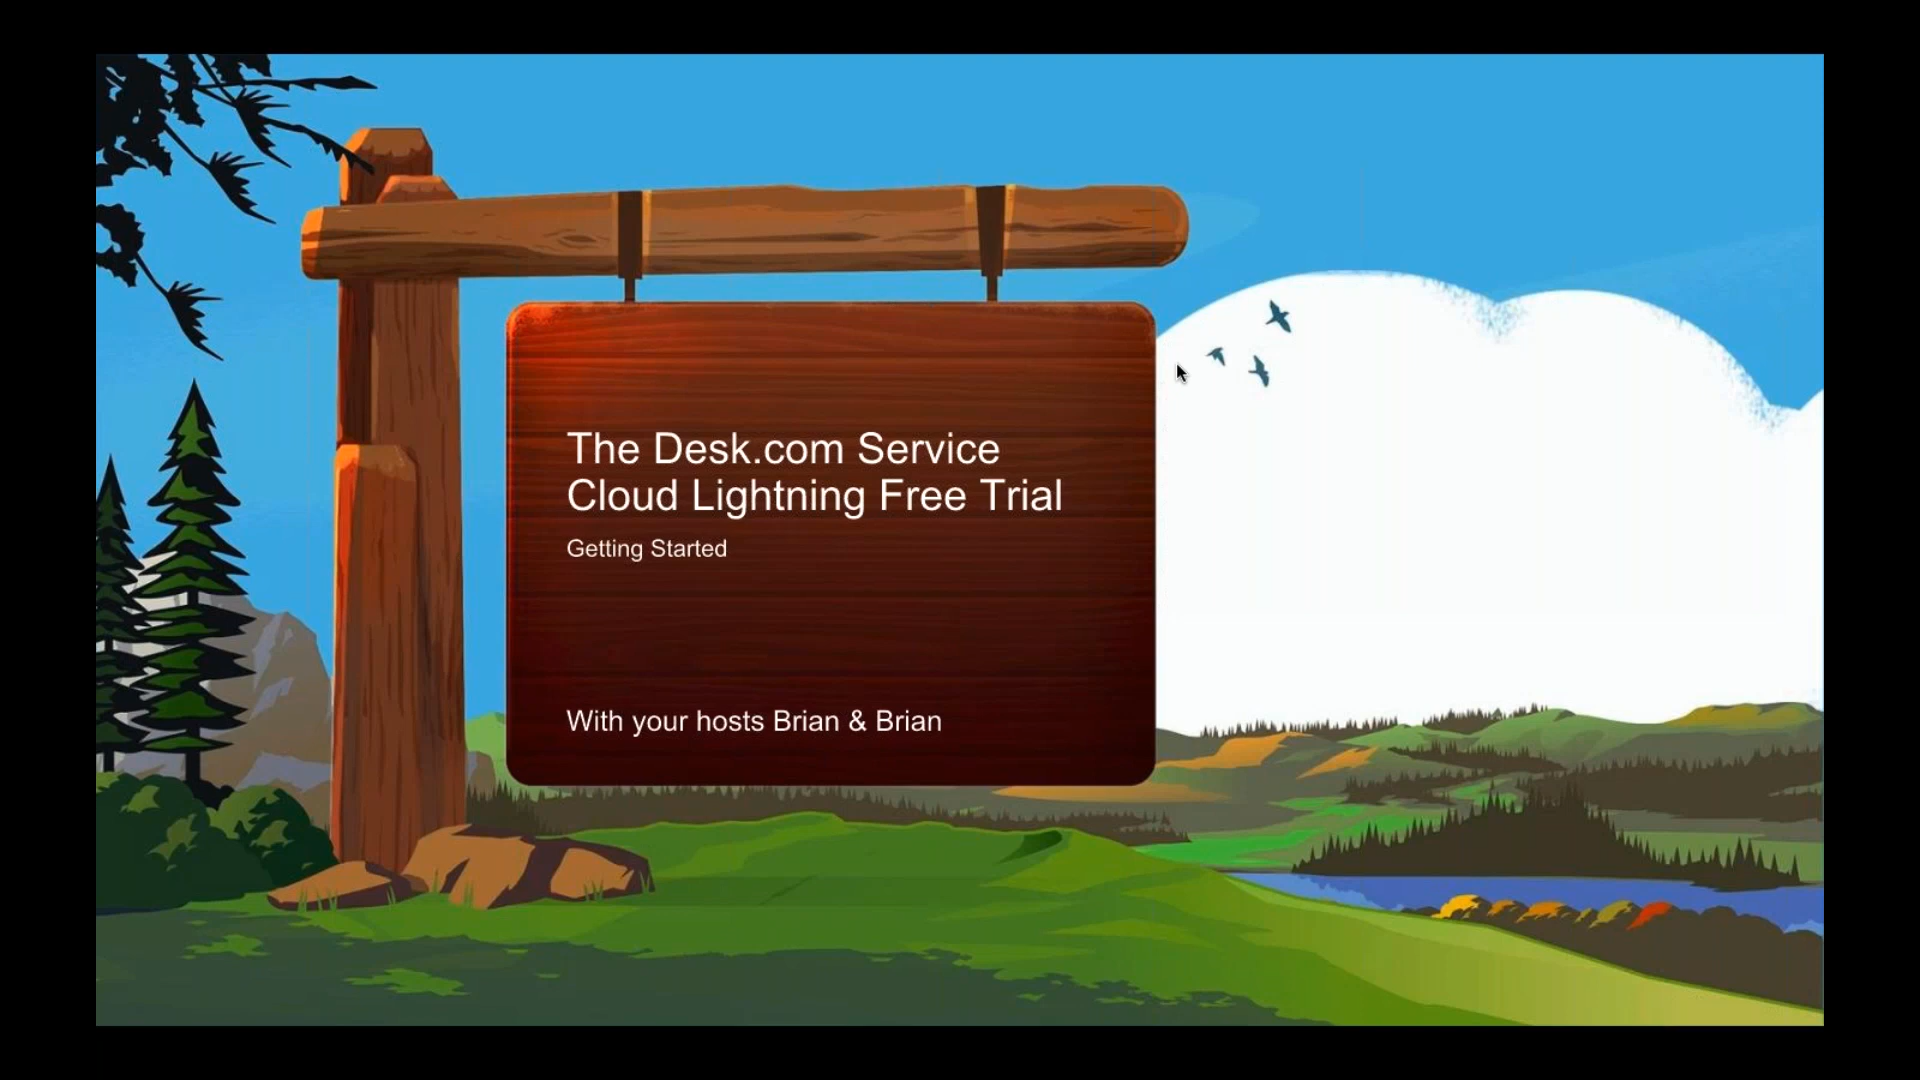 The Desk.com Service
Cloud Lightning Free Trial
Getting Started
With your hosts Brian & Brian